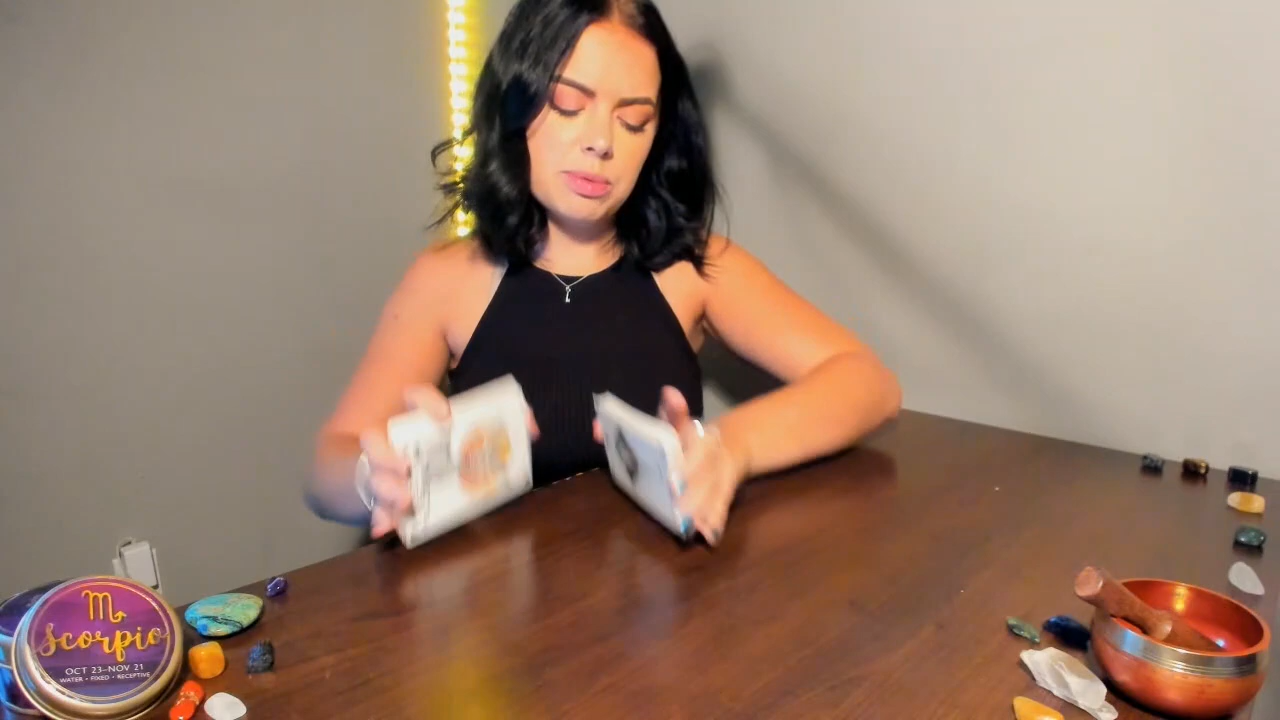 Scorpio
OCT 23–NOV 21
WATER • FIXED • RECEPTIVE